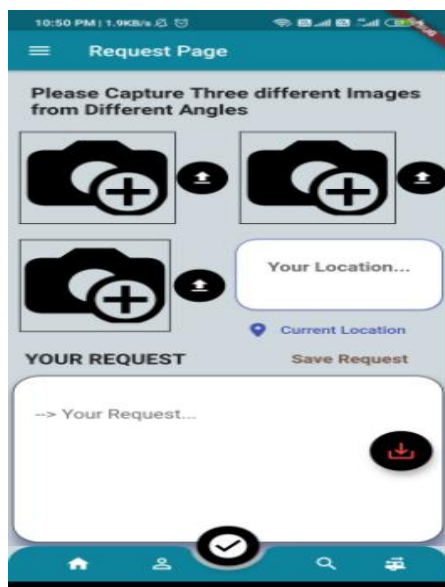 10:50 PM | 1.9KB/s
Request Page
Please Capture Three different Images
from Different Angles
Your Location...
Current Location
YOUR REQUEST
Save Request
--> Your Request...